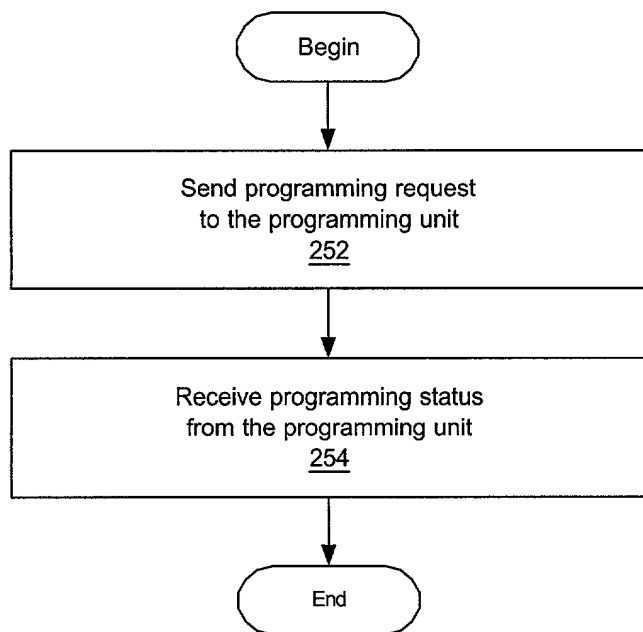 Begin
Send programming request
to the programming unit
252
Receive programming status
from the programming unit
254
End